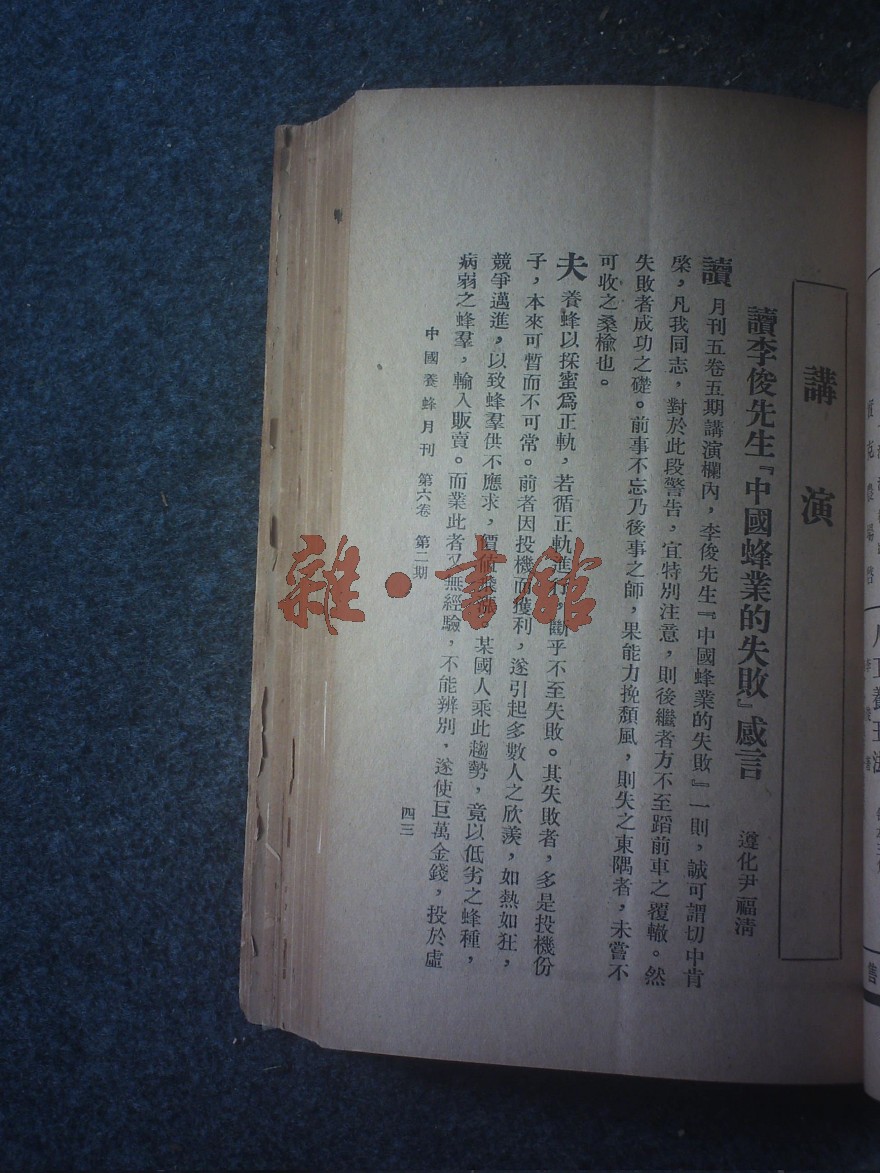 講演
讀李俊先生『中國蜂業的失敗』感言
遵化尹福淸
讀月刊五卷五期講演欄內，李俊先生『中國蜂業的失敗』一則，誠可謂切中肯
棨，凡我同志，對於此段警告，宜特別注意，則後繼者方不至蹈前車之覆轍。然
失敗者成功之礎。前事不忘乃後事之師，果能力挽頽風，則失之東隅者，未嘗不
可收之桑楡也。
夫養蜂以採蜜爲正軌，若循正軌進行，斷乎不至失敗。其失敗者，多是投機份
子，本來可暫而不可常。前者因投機而獲利，遂引起多數人之欣羨，如熱如狂，
競爭邁進，以致蜂羣供不應求，價值飛漲，某國人乘此趨勢，竟以低劣之蜂種，
病弱之蜂羣，輸入販賣。而業此者又無經驗，不能辨別，遂使巨萬金錢，投於虛
中國養蜂月刊 第六卷 第二期
四三
雜·書館